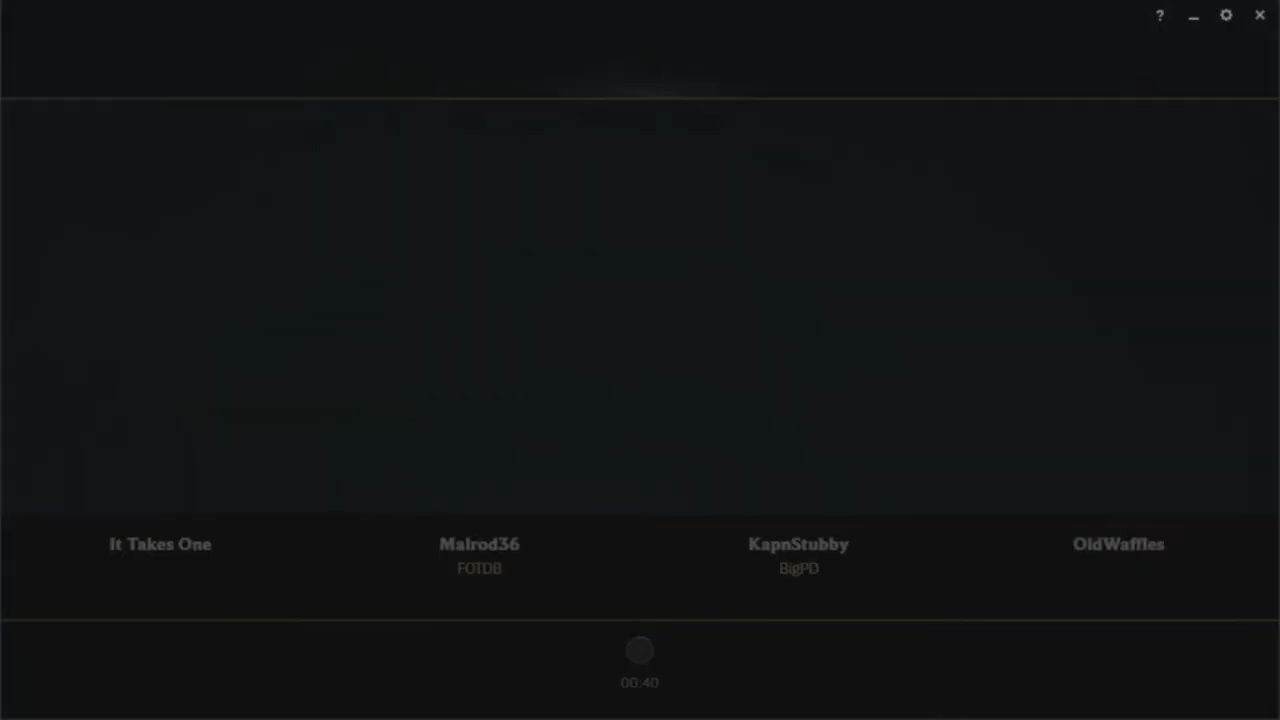 ?
It Takes One
Malrod36
KapnStubby
OldWaffles
FOTDB
BigPD
00:40